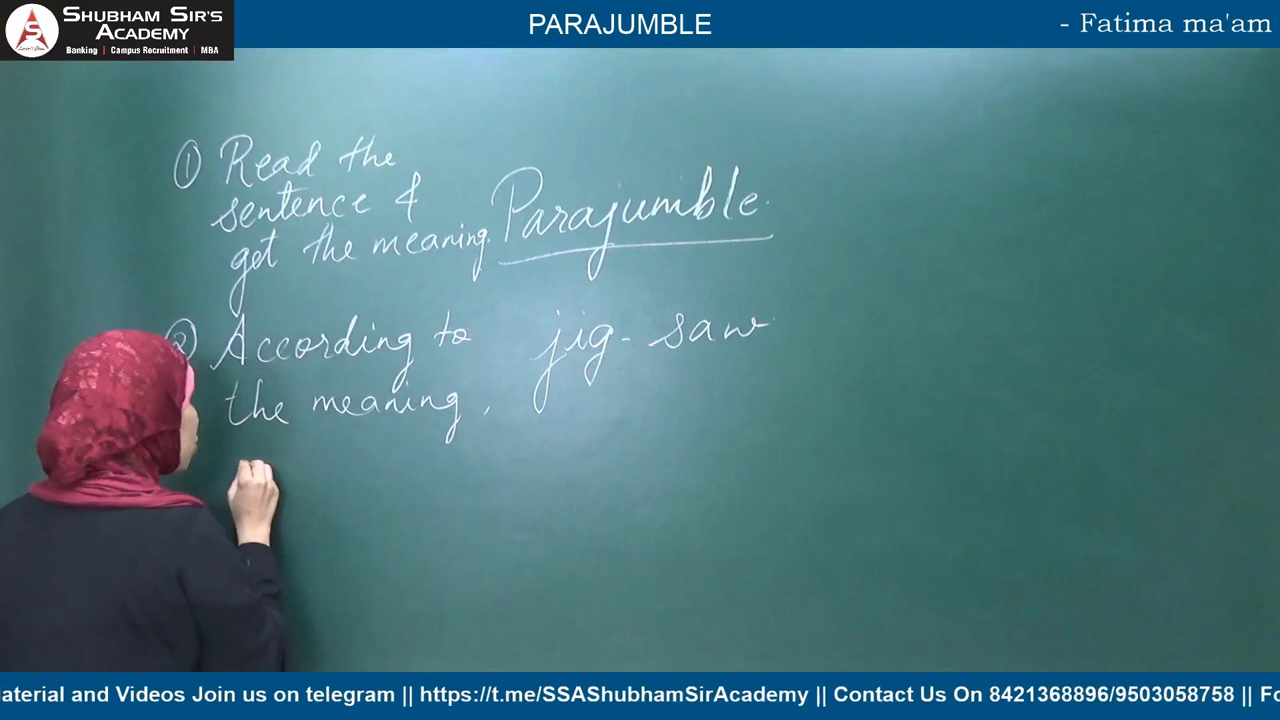 SHUBHAM SIR'S
ACADEMY
Banking | Campus Recruitment | MBA
PARAJUMBLE
- Fatima ma'am
① Read the
sentence &
get the meaning.
Parajumble.
② According to
the meaning,
jig-saw
aterial and Videos Join us on telegram || https://t.me/SSAShubhamSirAcademy || Contact Us On 8421368896/9503058758 || Fo